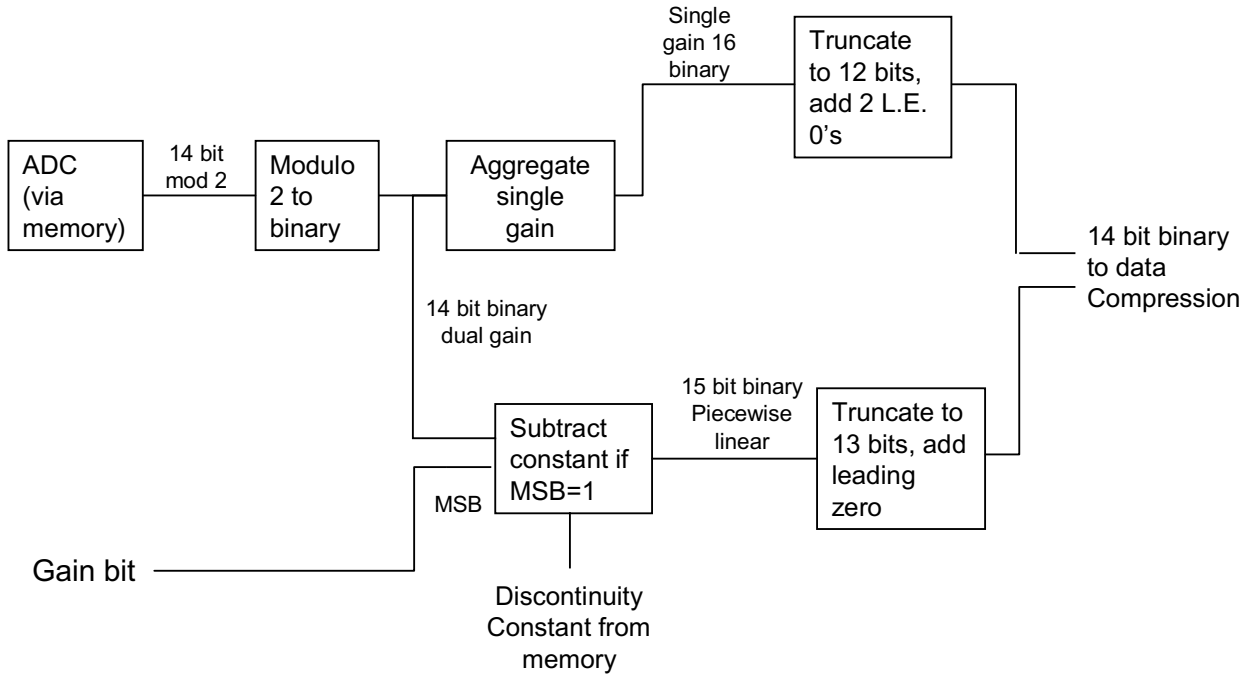 Single
gain 16
binary
Truncate
to 12 bits,
add 2 L.E.
0's
ADC
(via
memory)
14 bit
mod 2
Modulo
2 to
binary
Aggregate
single
gain
14 bit binary
to data
Compression
14 bit binary
dual gain
15 bit binary
Piecewise
linear
Truncate to
13 bits, add
leading
zero
Subtract
constant if
MSB=1
MSB
Gain bit
Discontinuity
Constant from
memory